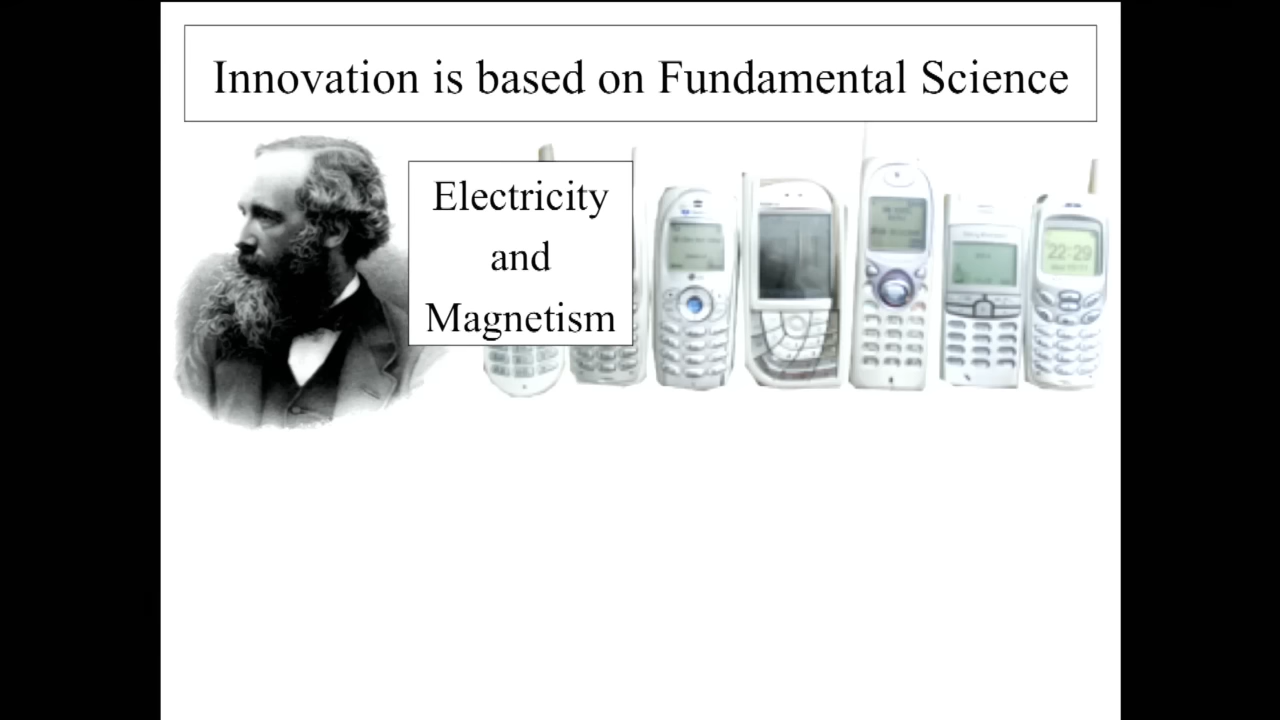 Innovation is based on Fundamental Science
Electricity
and
Magnetism
22:29